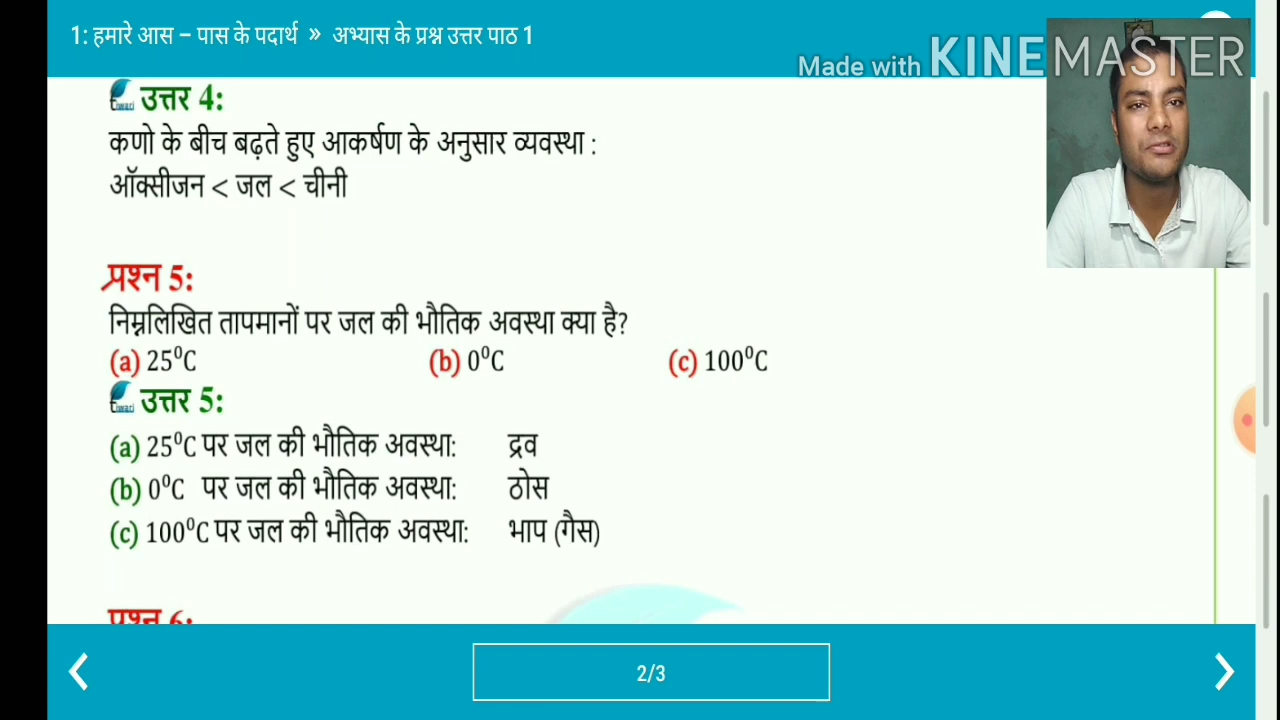 1: हमारे आस – पास के पदार्थ » अभ्यास के प्रश्न उत्तर पाठ 1
Made with KINEMASTER
उत्तर 4:
कणो के बीच बढ़ते हुए आकर्षण के अनुसार व्यवस्था :
ऑक्सीजन < जल < चीनी
प्रश्न 5:
निम्नलिखित तापमानों पर जल की भौतिक अवस्था क्या है?
(a) 25⁰C (b) 0⁰C (c) 100⁰C
उत्तर 5:
(a) 25⁰C पर जल की भौतिक अवस्था: द्रव
(b) 0⁰C पर जल की भौतिक अवस्था: ठोस
(c) 100⁰C पर जल की भौतिक अवस्था: भाप (गैस)
प्रश्न 6:
2/3